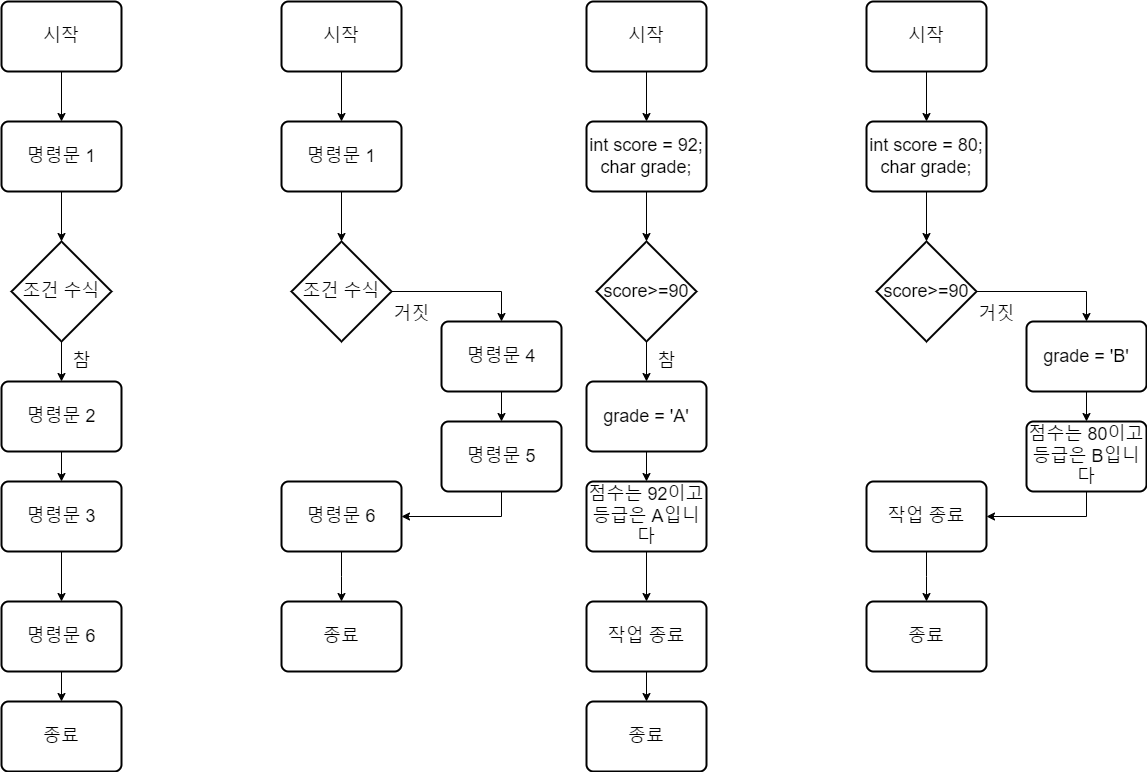 시작
명령문 1
조건 수식
참
명령문 2
명령문 3
명령문 6
종료
시작
명령문 1
조건 수식
거짓
명령문 4
명령문 5
명령문 6
종료
시작
int score = 92;
char grade;
score>=90
참
grade = 'A'
점수는 92이고
등급은 A입니
다
작업 종료
종료
시작
int score = 80;
char grade;
score>=90
거짓
grade = 'B'
점수는 80이고
등급은 B입니
다
작업 종료
종료